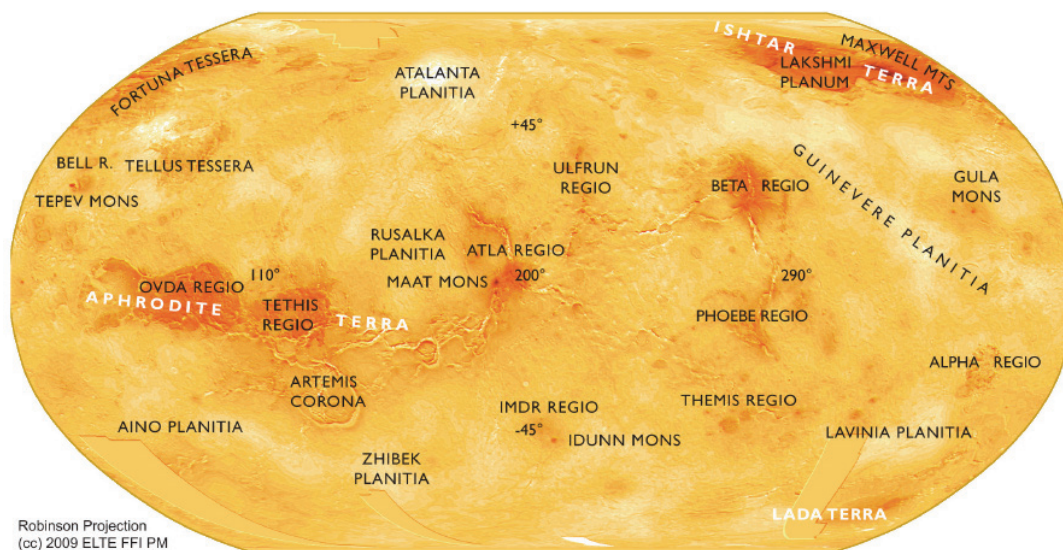 ISHTAR
MAXWELL MTS
FORTUNA TESSERA
LAKSHMI
PLANUM
TERRA
ATALANTA
PLANITIA
+45°
BELL R.
TELLUS TESSERA
ULFRUN
REGIO
GUINEVERE PLANITIA
GULA
MONS
BETA REGIO
TEPEV MONS
RUSALKA
PLANITIA
ATLA REGIO
MAAT MONS
200°
110°
290°
OVDA REGIO
APHRODITE
TETHIS
REGIO
TERRA
PHOEBE REGIO
ALPHA REGIO
ARTEMIS
CORONA
IMDR REGIO
THEMIS REGIO
-45°
IDUNN MONS
AINO PLANITIA
LAVINIA PLANITIA
ZHIBEK
PLANITIA
LADA TERRA
Robinson Projection
(cc) 2009 ELTE FFI PM